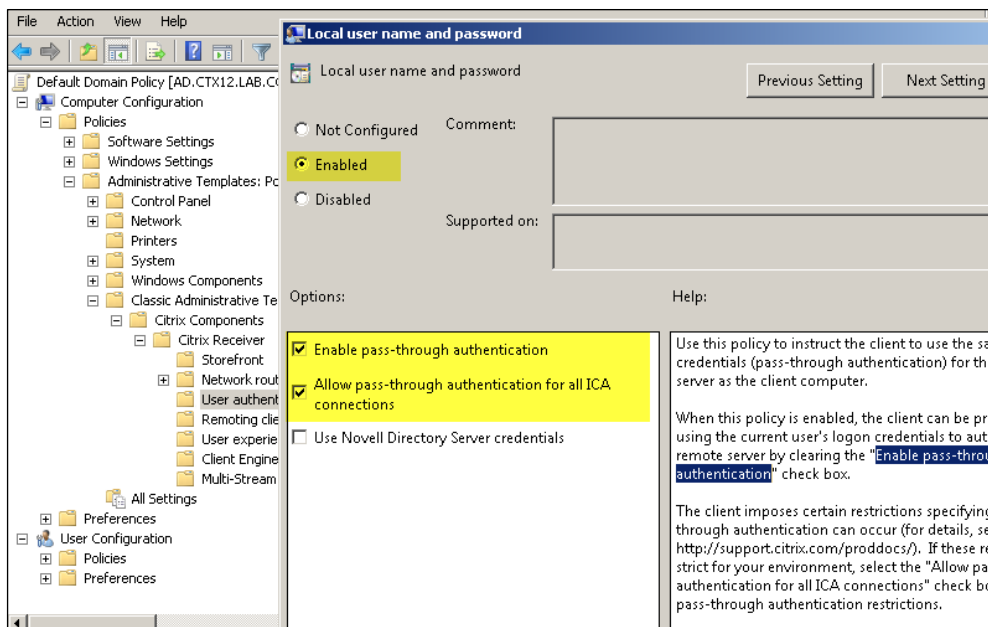 File Action View Help
Default Domain Policy [AD.CTX12.LAB.CO
Computer Configuration
Policies
Software Settings
Windows Settings
Administrative Templates: Po
Control Panel
Network
Printers
System
Windows Components
Classic Administrative Te
Citrix Components
Citrix Receiver
Storefront
Network rout
User authent
Remoting clie
User experie
Client Engine
Multi-Stream
All Settings
Preferences
User Configuration
Policies
Preferences
Local user name and password
Local user name and password
Previous Setting
Next Setting
Not Configured
Comment:
Enabled
Disabled
Supported on:
Options:
Help:
Enable pass-through authentication
Allow pass-through authentication for all ICA
connections
Use Novell Directory Server credentials
Use this policy to instruct the client to use the sa
credentials (pass-through authentication) for th
server as the client computer.
When this policy is enabled, the client can be pr
using the current user's logon credentials to aut
remote server by clearing the "Enable pass-throu
authentication" check box.
The client imposes certain restrictions specifying
through authentication can occur (for details, se
http://support.citrix.com/proddocs/). If these re
strict for your environment, select the "Allow pa
authentication for all ICA connections" check bo
pass-through authentication restrictions.